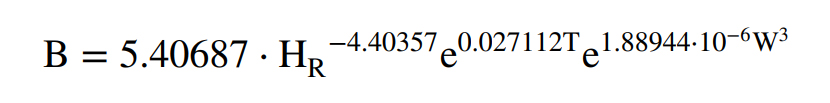 B = 5.40687 · H_R^{-4.40357} e^{0.027112T} e^{1.88944·10^{-6}W^3}